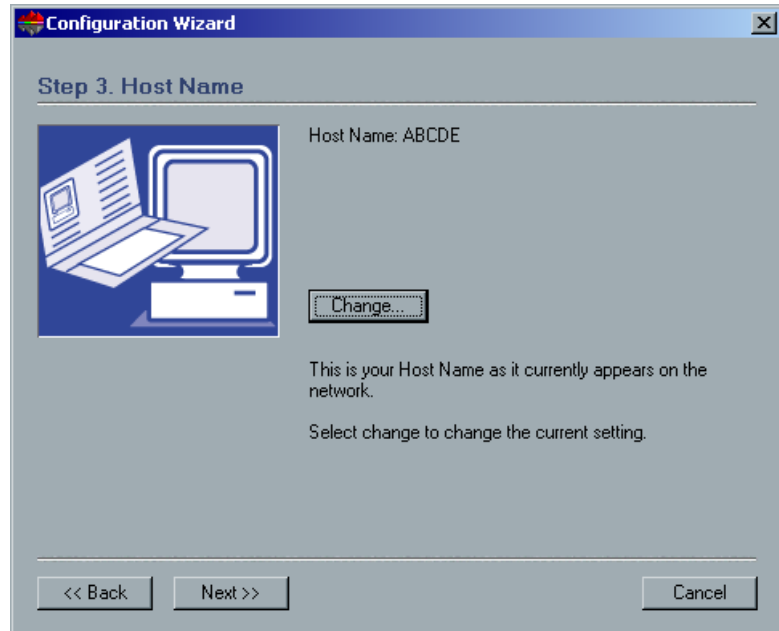 Configuration Wizard
Step 3. Host Name
Host Name: ABCDE
Change...
This is your Host Name as it currently appears on the
network.
Select change to change the current setting.
<< Back
Next >>
Cancel